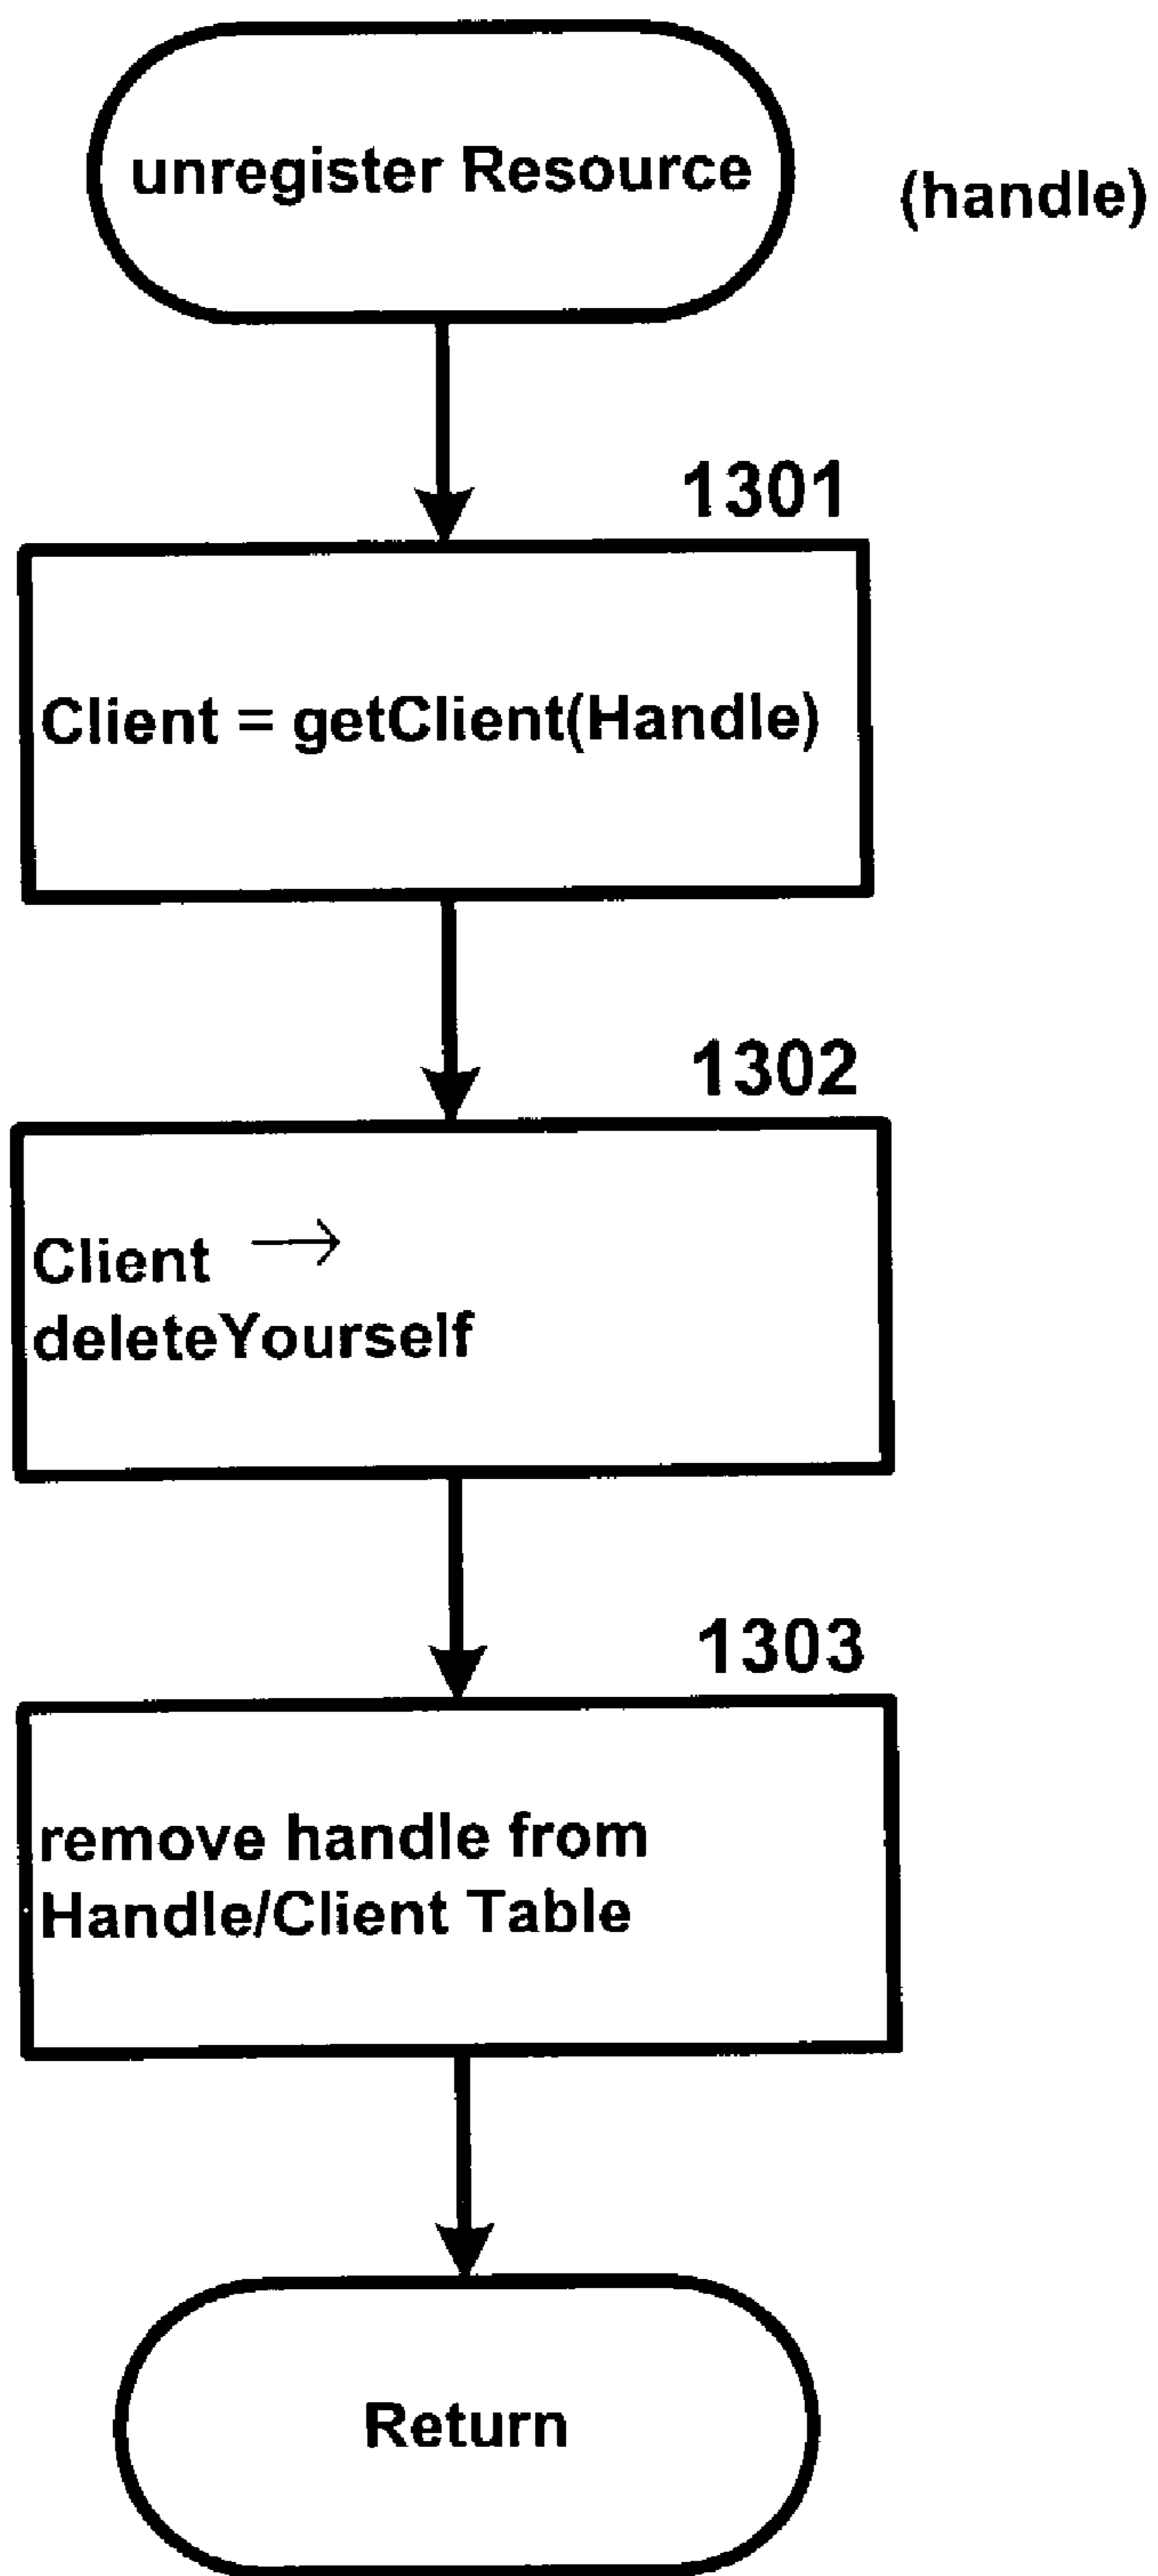 unregister Resource
(handle)
1301
Client = getClient(Handle)
1302
Client →
deleteYourself
1303
remove handle from
Handle/Client Table
Return